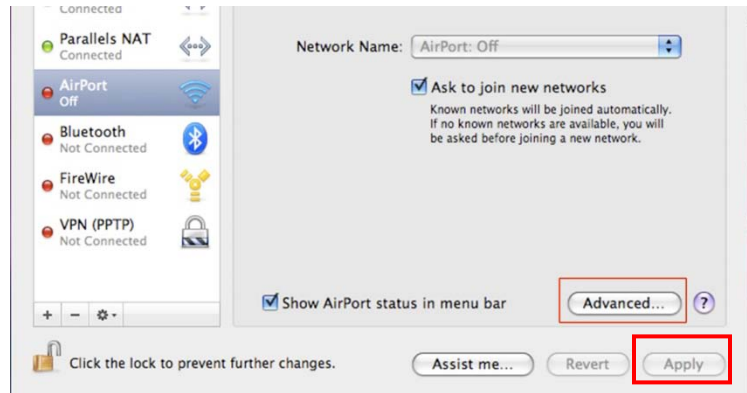 Connected
Parallels NAT
Connected
AirPort
Off
Bluetooth
Not Connected
FireWire
Not Connected
VPN (PPTP)
Not Connected
Network Name: AirPort: Off
Ask to join new networks
Known networks will be joined automatically.
If no known networks are available, you will
be asked before joining a new network.
Show AirPort status in menu bar
Advanced... ?
+ −
Click the lock to prevent further changes.
Assist me... Revert Apply